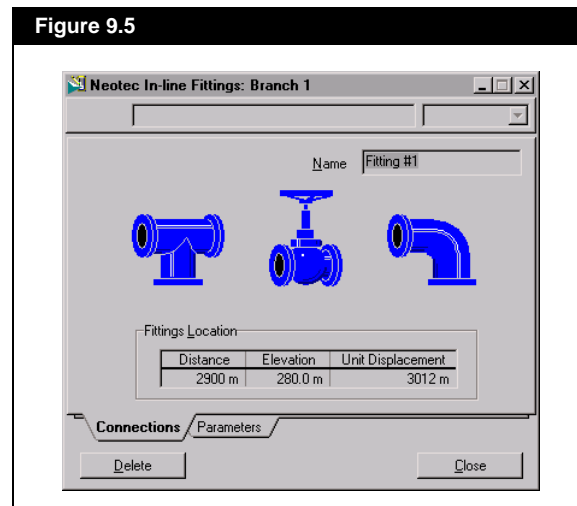 Figure 9.5
Neotec In-line Fittings: Branch 1
Name Fitting #1
Fittings Location
Distance Elevation Unit Displacement
2900 m 280.0 m 3012 m
Connections Parameters
Delete Close